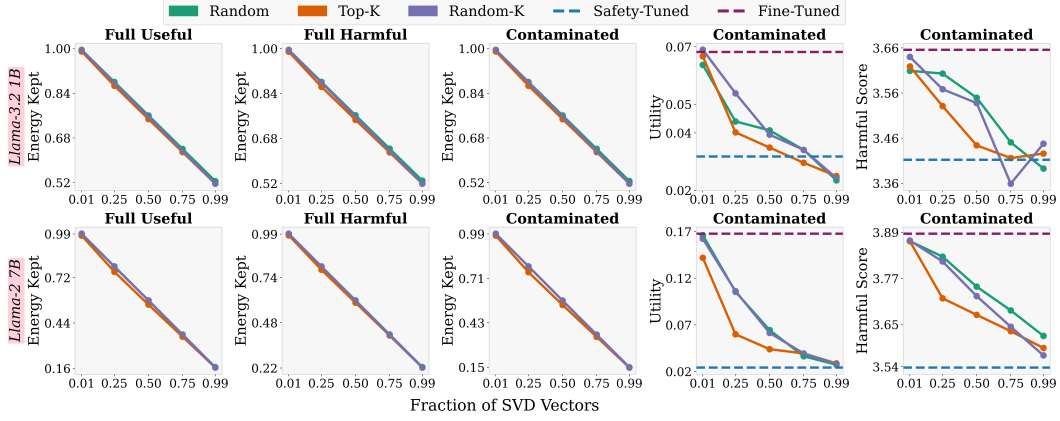 Random Top-K Random-K Safety-Tuned Fine-Tuned
Full Useful Full Harmful Contaminated Contaminated Contaminated
Llama-3.2 1B
Energy Kept
1.00
0.84
0.68
0.52
0.01 0.25 0.50 0.75 0.99
Energy Kept
1.00
0.84
0.68
0.52
0.01 0.25 0.50 0.75 0.99
Energy Kept
1.00
0.84
0.68
0.52
0.01 0.25 0.50 0.75 0.99
Utility
0.07
0.05
0.04
0.02
0.01 0.25 0.50 0.75 0.99
Harmful Score
3.66
3.56
3.46
3.36
0.01 0.25 0.50 0.75 0.99
Full Useful Full Harmful Contaminated Contaminated Contaminated
Llama-2 7B
Energy Kept
0.99
0.72
0.44
0.16
0.01 0.25 0.50 0.75 0.99
Energy Kept
0.99
0.74
0.48
0.22
0.01 0.25 0.50 0.75 0.99
Energy Kept
0.99
0.71
0.43
0.15
0.01 0.25 0.50 0.75 0.99
Utility
0.17
0.12
0.07
0.02
0.01 0.25 0.50 0.75 0.99
Harmful Score
3.89
3.77
3.65
3.54
0.01 0.25 0.50 0.75 0.99
Fraction of SVD Vectors